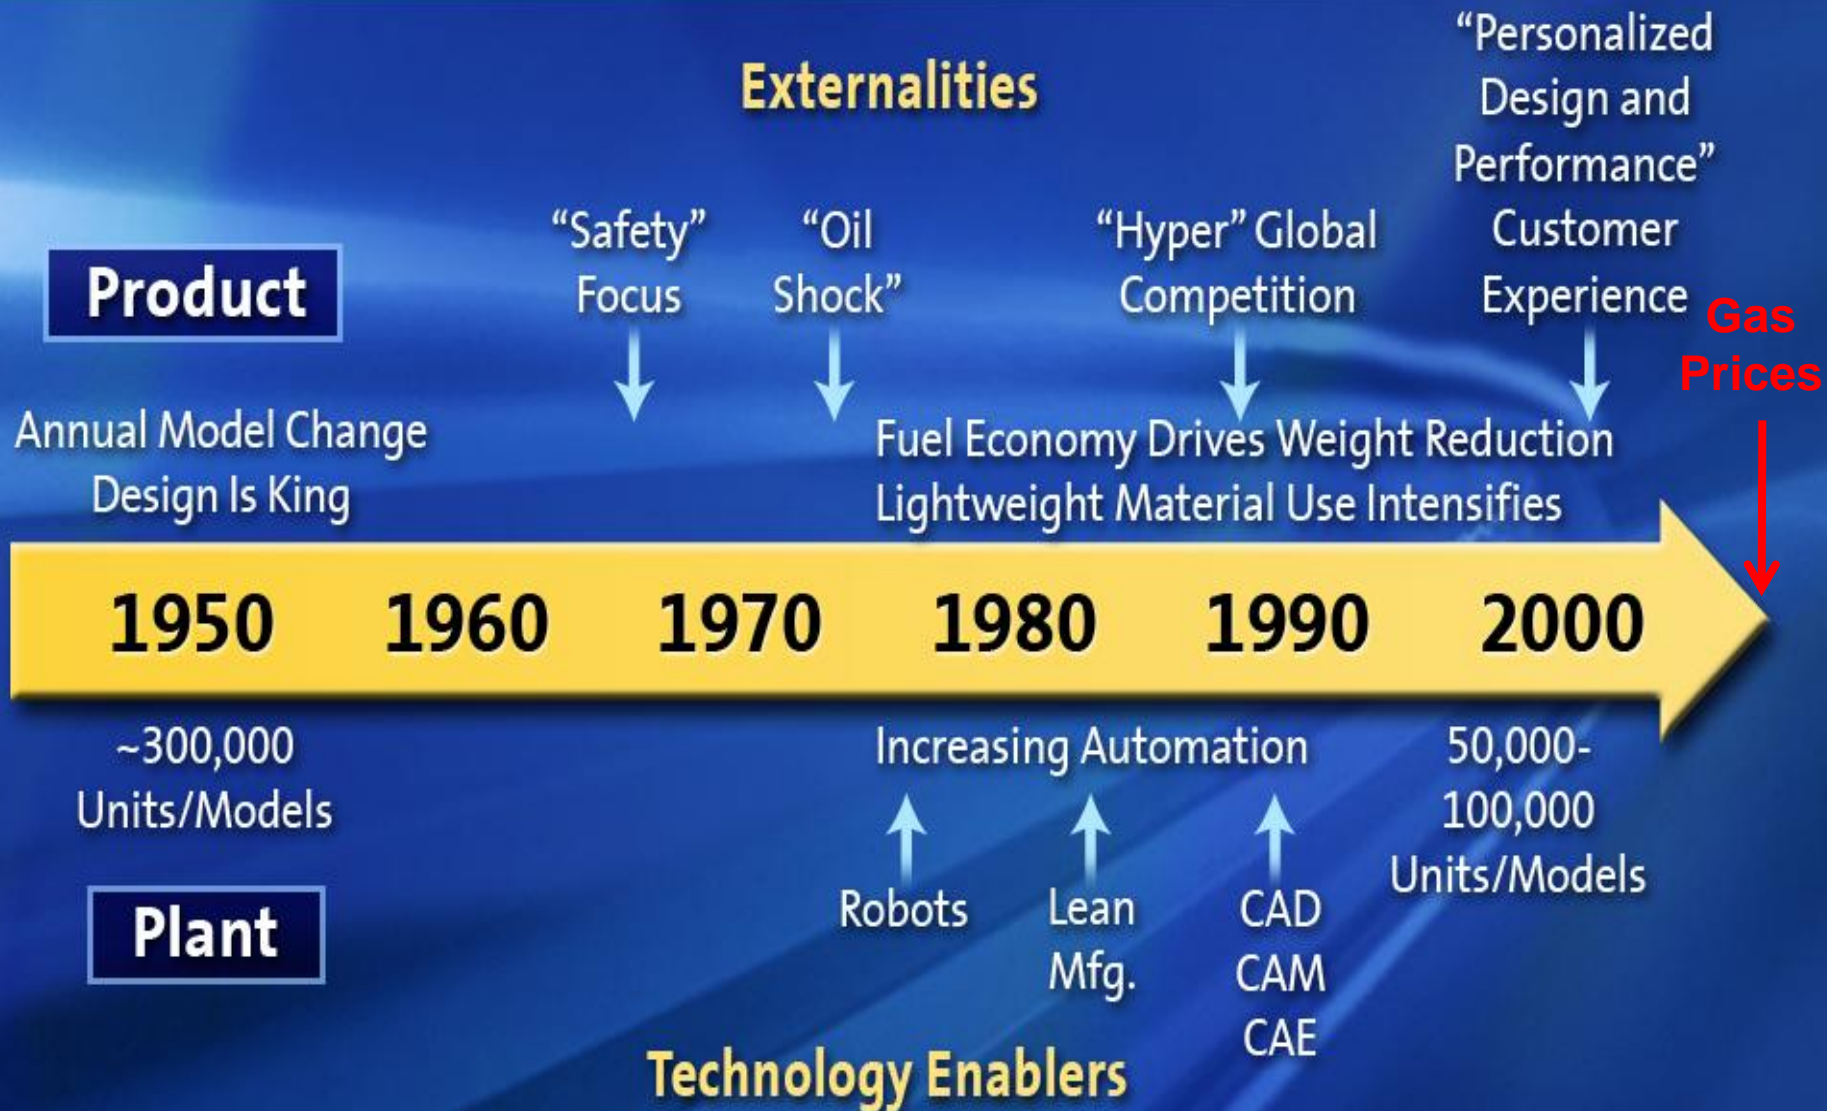 Externalities
“Personalized
Design and
Performance”
Customer
Experience
Product
“Safety”
Focus
“Oil
Shock”
“Hyper” Global
Competition
Gas
Prices
Annual Model Change
Design Is King
Fuel Economy Drives Weight Reduction
Lightweight Material Use Intensifies
1950 1960 1970 1980 1990 2000
~300,000
Units/Models
Increasing Automation
50,000-
100,000
Units/Models
Plant
Robots
Lean
Mfg.
CAD
CAM
CAE
Technology Enablers